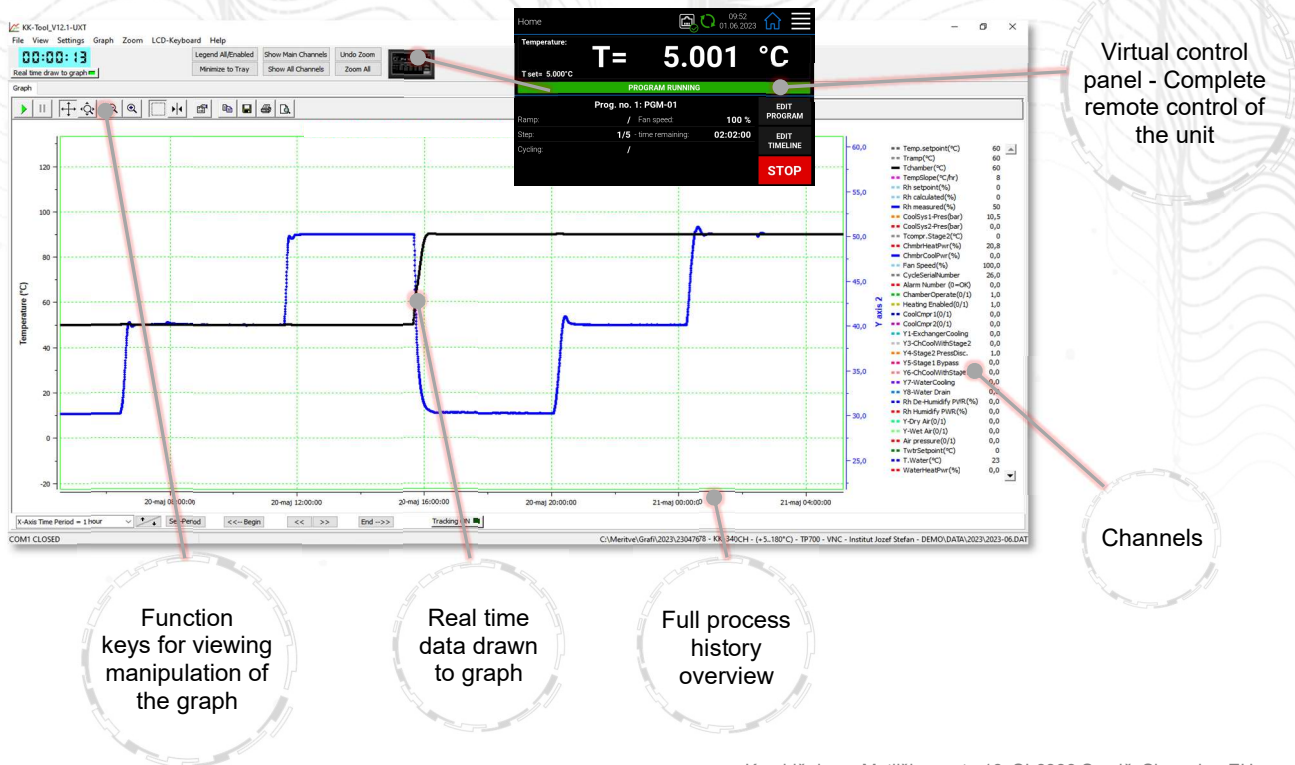 KK-Tool_V12.1-UXT
File View Settings Graph Zoom LCD-Keyboard Help
00:00:13
Real time draw to graph
Legend All/Enabled Show Main Channels Undo Zoom
Minimize to Tray Show All Channels Zoom All
Graph
Home 09:52
01.06.2023
Temperature:
T= 5.001 °C
T set= 5.000°C
PROGRAM RUNNING
Prog. no. 1: PGM-01
EDIT PROGRAM
Ramp: / Fan speed: 100 %
Step: 1/5 - time remaining: 02:02:00
EDIT TIMELINE
Cycling: /
STOP
Virtual control
panel - Complete
remote control of
the unit
Temperature (°C)
120
100
80
60
40
20
0
-20
60,0
55,0
50,0
45,0
40,0
35,0
30,0
25,0
Y axis 2
Temp.setpoint(°C) 60
Tramp(°C) 60
Tchamber(°C) 60
TempSlope(°C/hr) 8
Rh setpoint(%) 0
Rh calculated(%) 0
Rh measured(%) 50
CoolSys1-Pres(bar) 10,5
CoolSys2-Pres(bar) 0,0
Tcompr.Stage2(°C) 0
ChmbrHeatPwr(%) 20,8
ChmbrCoolPwr(%) 0,0
Fan Speed(%) 100,0
CycleSerialNumber 26,0
Alarm Number (0=OK) 0,0
ChamberOperate(0/1) 1,0
Heating Enabled(0/1) 1,0
CoolCmpr1(0/1) 0,0
CoolCmpr2(0/1) 0,0
Y1-ExchangerCooling 0,0
Y3-ChCoolWithStage2 0,0
Y4-Stage2 PressDisc. 1,0
Y5-Stage1 Bypass 0,0
0,0
Y7-WaterCooling 0,0
Y8-Water Drain 0,0
Rh De-Humidify PWR(%) 0,0
Rh Humidify PWR(%) 0,0
Y-Dry Air(0/1) 0,0
Y-Wet Air(0/1) 0,0
Air pressure(0/1) 0,0
TwtrSetpoint(°C) 0
T.Water(°C) 23
WaterHeatPwr(%) 0,0
20-maj 12:00:00 20-maj 16:00:00 20-maj 20:00:00 21-maj 00:00:00 21-maj 04:00:00
X-Axis Time Period = 1 hour <<--Begin << >> End -->> Tracking
COM1 CLOSED
Channels
Function
keys for viewing
manipulation of
the graph
Real time
data drawn
to graph
Full process
history
overview